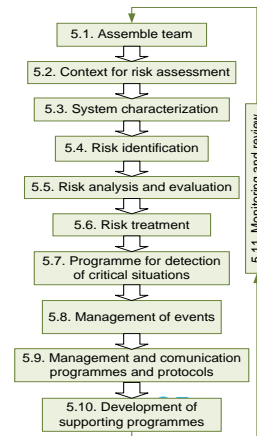 5.1. Assemble team
5.2. Context for risk assessment
5.3. System characterization
5.4. Risk identification
5.5. Risk analysis and evaluation
5.6. Risk treatment
5.7. Programme for detection
of critical situations
5.8. Management of events
5.9. Management and comunication
programmes and protocols
5.10. Development of
supporting programmes
5.11. Monitoring and review